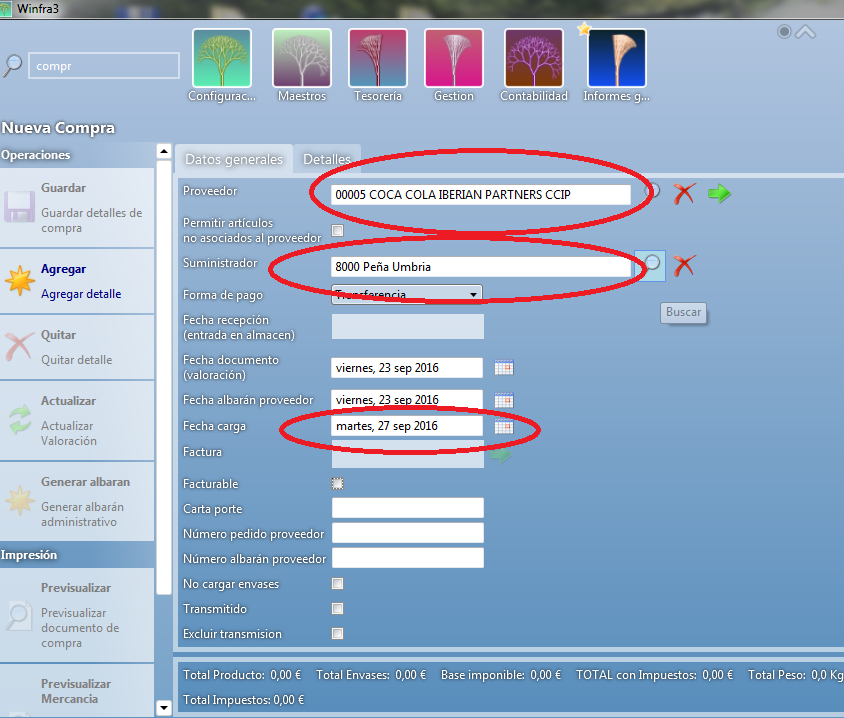 Winfra3
compr
Configurac...
Maestros
Tesorería
Gestion
Contabilidad
Informes g...
Nueva Compra
Operaciones
Guardar
Guardar detalles de
compra
Agregar
Agregar detalle
Quitar
Quitar detalle
Actualizar
Actualizar
Valoración
Generar albaran
Generar albarán
administrativo
Impresión
Previsualizar
Previsualizar
documento de
compra
Previsualizar
Mercancia
Datos generales
Detalles
Proveedor
00005 COCA COLA IBERIAN PARTNERS CCIP
Permitir artículos
no asociados al proveedor
Suministrador
8000 Peña Umbria
Buscar
Forma de pago
Transferencia
Fecha recepción
(entrada en almacen)
Fecha documento
(valoración)
viernes, 23 sep 2016
Fecha albarán proveedor
viernes, 23 sep 2016
Fecha carga
martes, 27 sep 2016
Factura
Facturable
Carta porte
Número pedido proveedor
Número albarán proveedor
No cargar envases
Transmitido
Excluir transmision
Total Producto: 0,00 € Total Envases: 0,00 € Base imponible: 0,00 € TOTAL con Impuestos: 0,00 € Total Peso: 0,0 Kg
Total Impuestos: 0,00 €